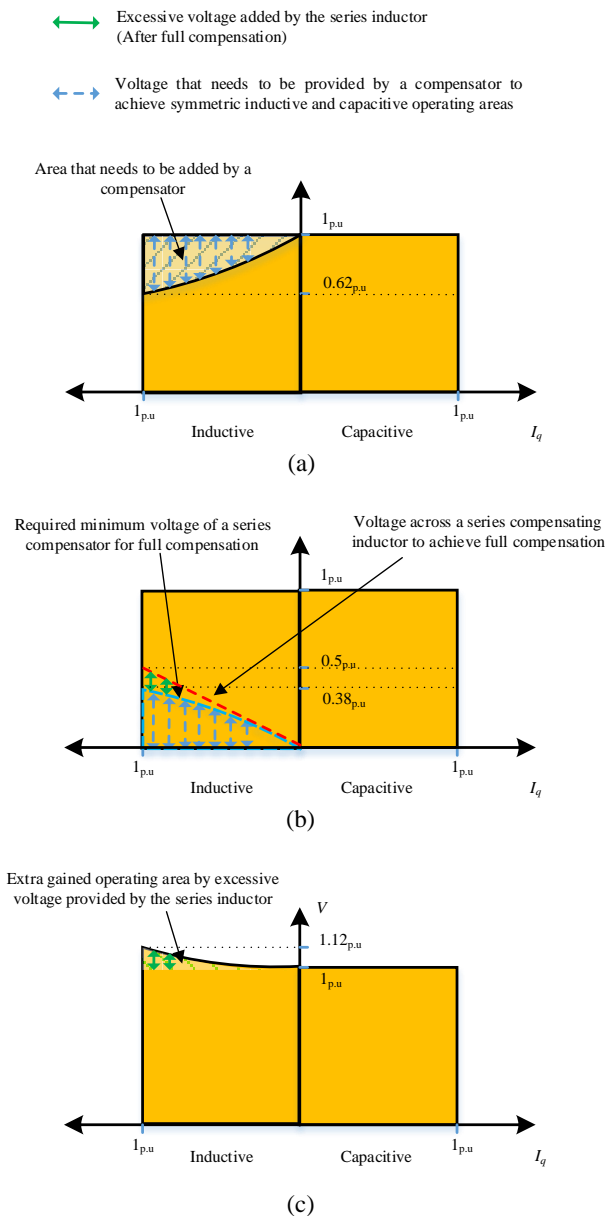 Excessive voltage added by the series inductor
(After full compensation)
Voltage that needs to be provided by a compensator to
achieve symmetric inductive and capacitive operating areas
Area that needs to be added by a
compensator
1p.u
0.62p.u
1p.u
1p.u
Inductive
Capacitive
Iq
(a)
Required minimum voltage of a series
compensator for full compensation
Voltage across a series compensating
inductor to achieve full compensation
1p.u
0.5p.u
0.38p.u
1p.u
1p.u
Inductive
Capacitive
Iq
(b)
Extra gained operating area by excessive
voltage provided by the series inductor
V
1.12p.u
1p.u
1p.u
1p.u
Inductive
Capacitive
Iq
(c)